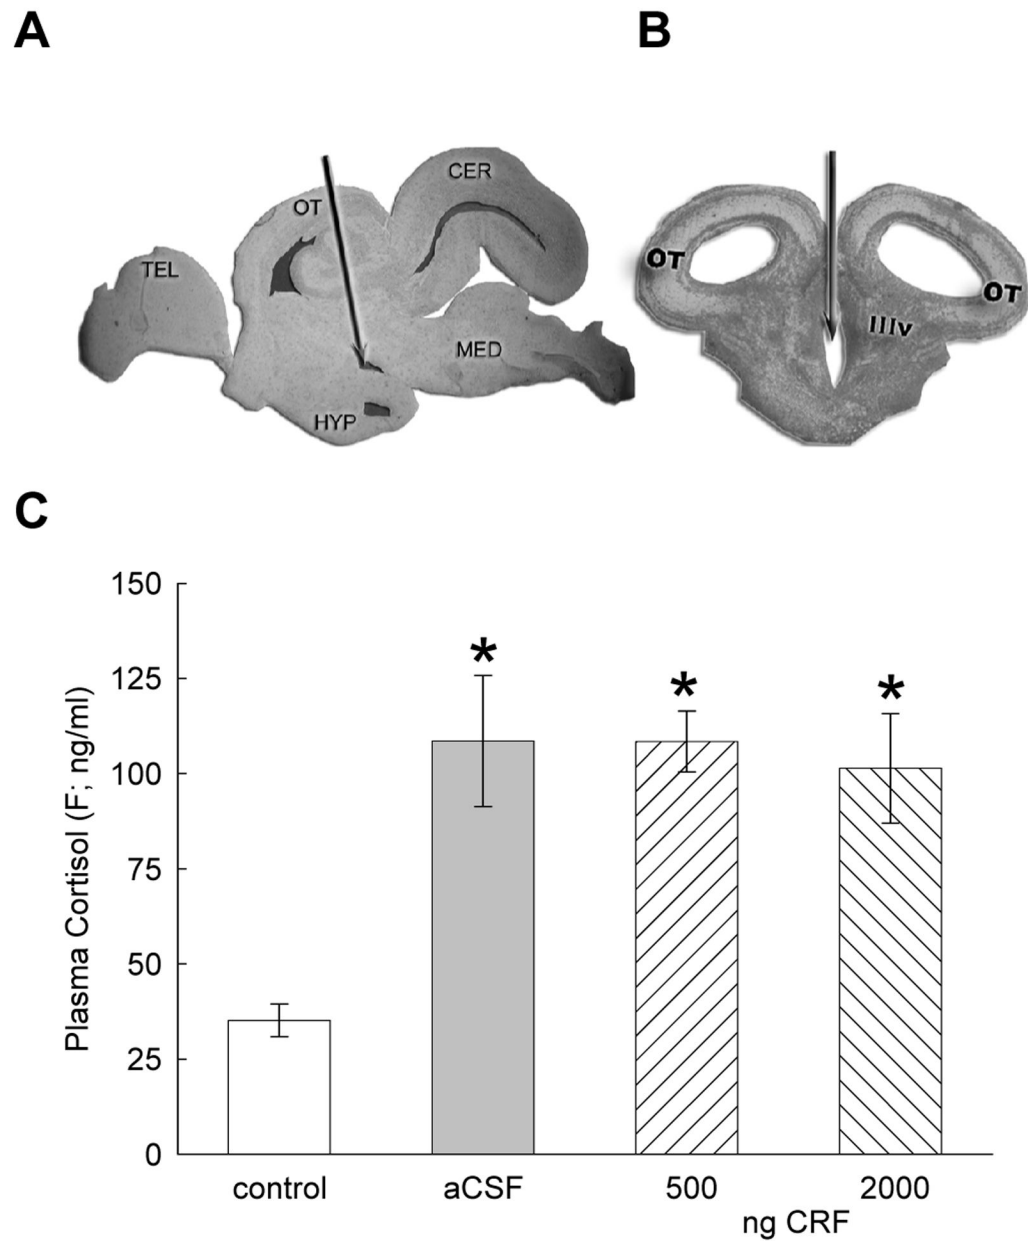 A
B
CER
OT
TEL
MED
HYP
OT
OT
IIIv
C
Plasma Cortisol (F; ng/ml)
150
125
100
75
50
25
0
*
*
*
control
aCSF
500
2000
ng CRF